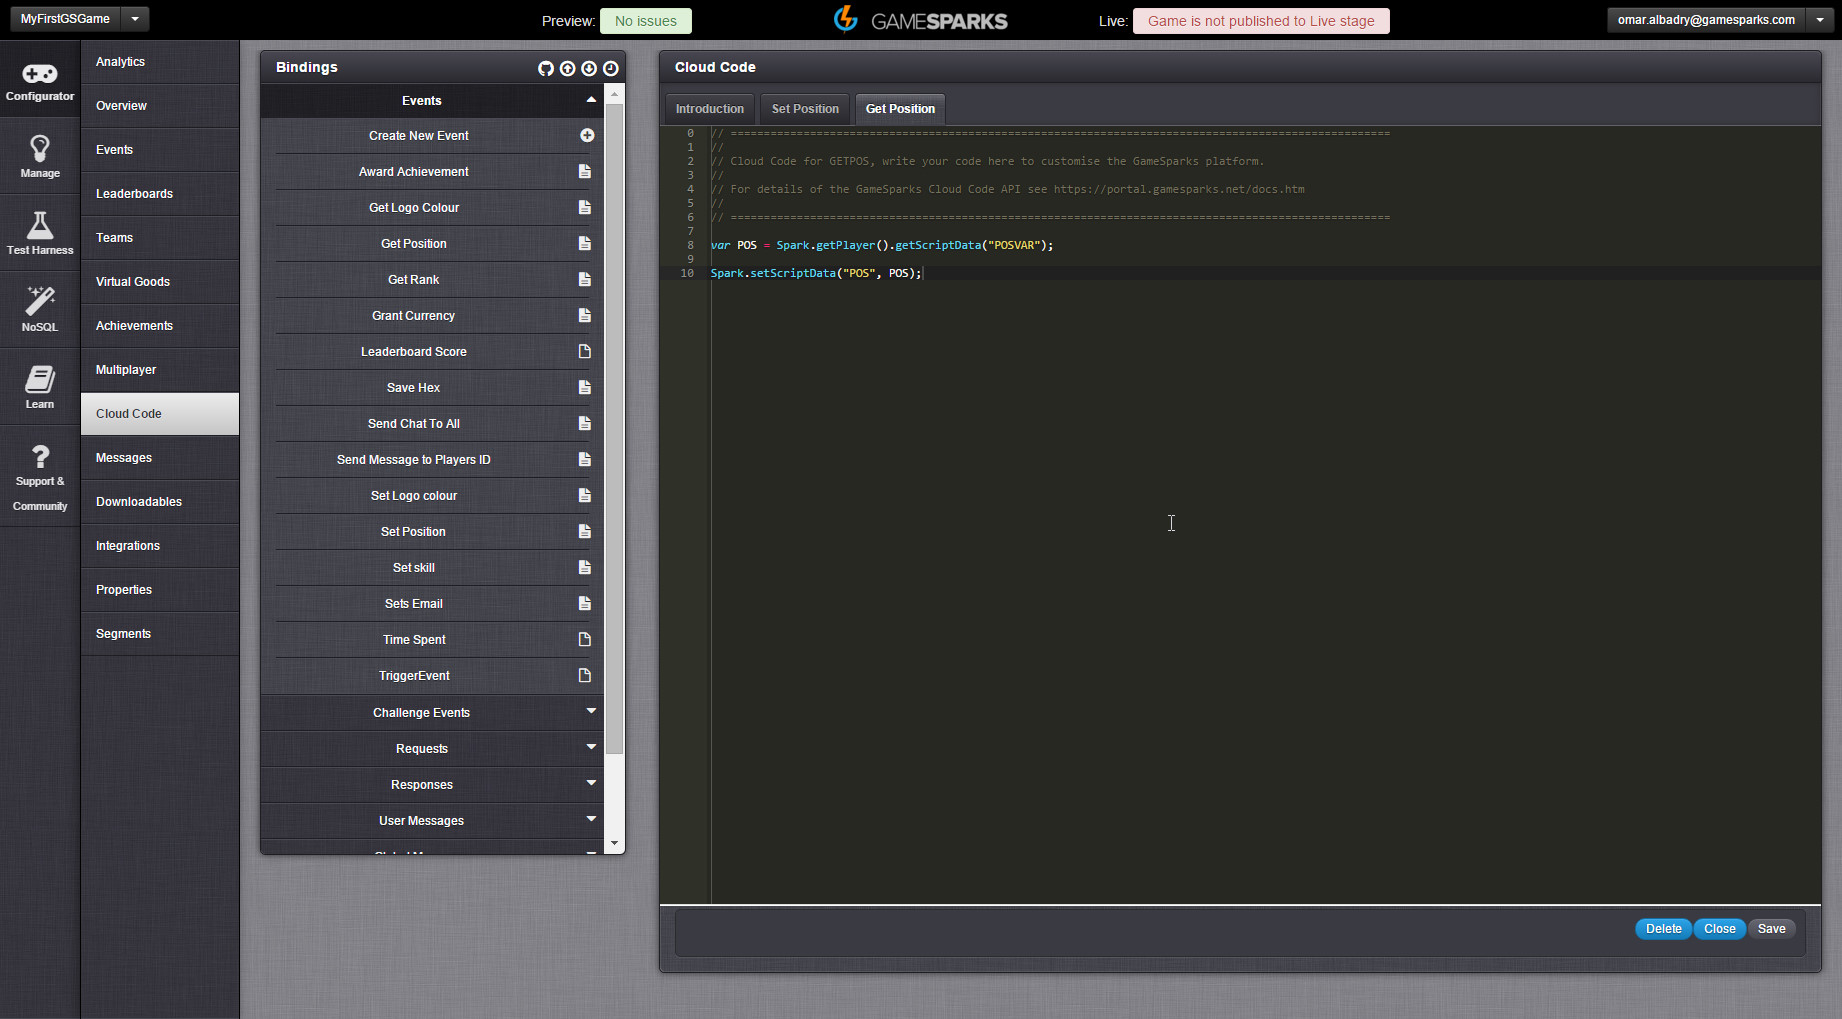 MyFirstGSGame
Preview: No issues
GAMESPARKS
Live: Game is not published to Live stage
omar.albadry@gamesparks.com
Configurator
Manage
Test Harness
NoSQL
Learn
Support &
Community
Analytics
Overview
Events
Leaderboards
Teams
Virtual Goods
Achievements
Multiplayer
Cloud Code
Messages
Downloadables
Integrations
Properties
Segments
Bindings
Events
Create New Event
Award Achievement
Get Logo Colour
Get Position
Get Rank
Grant Currency
Leaderboard Score
Save Hex
Send Chat To All
Send Message to Players ID
Set Logo colour
Set Position
Set skill
Sets Email
Time Spent
TriggerEvent
Challenge Events
Requests
Responses
User Messages
Cloud Code
Introduction Set Position Get Position
0 // ====================================================================================================
1 //
2 // Cloud Code for GETPOS, write your code here to customise the GameSparks platform.
3 //
4 // For details of the GameSparks Cloud Code API see https://portal.gamesparks.net/docs.htm
5 //
6 // ====================================================================================================
7
8 var POS = Spark.getPlayer().getScriptData("POSVAR");
9
10 Spark.setScriptData("POS", POS);
Delete Close Save